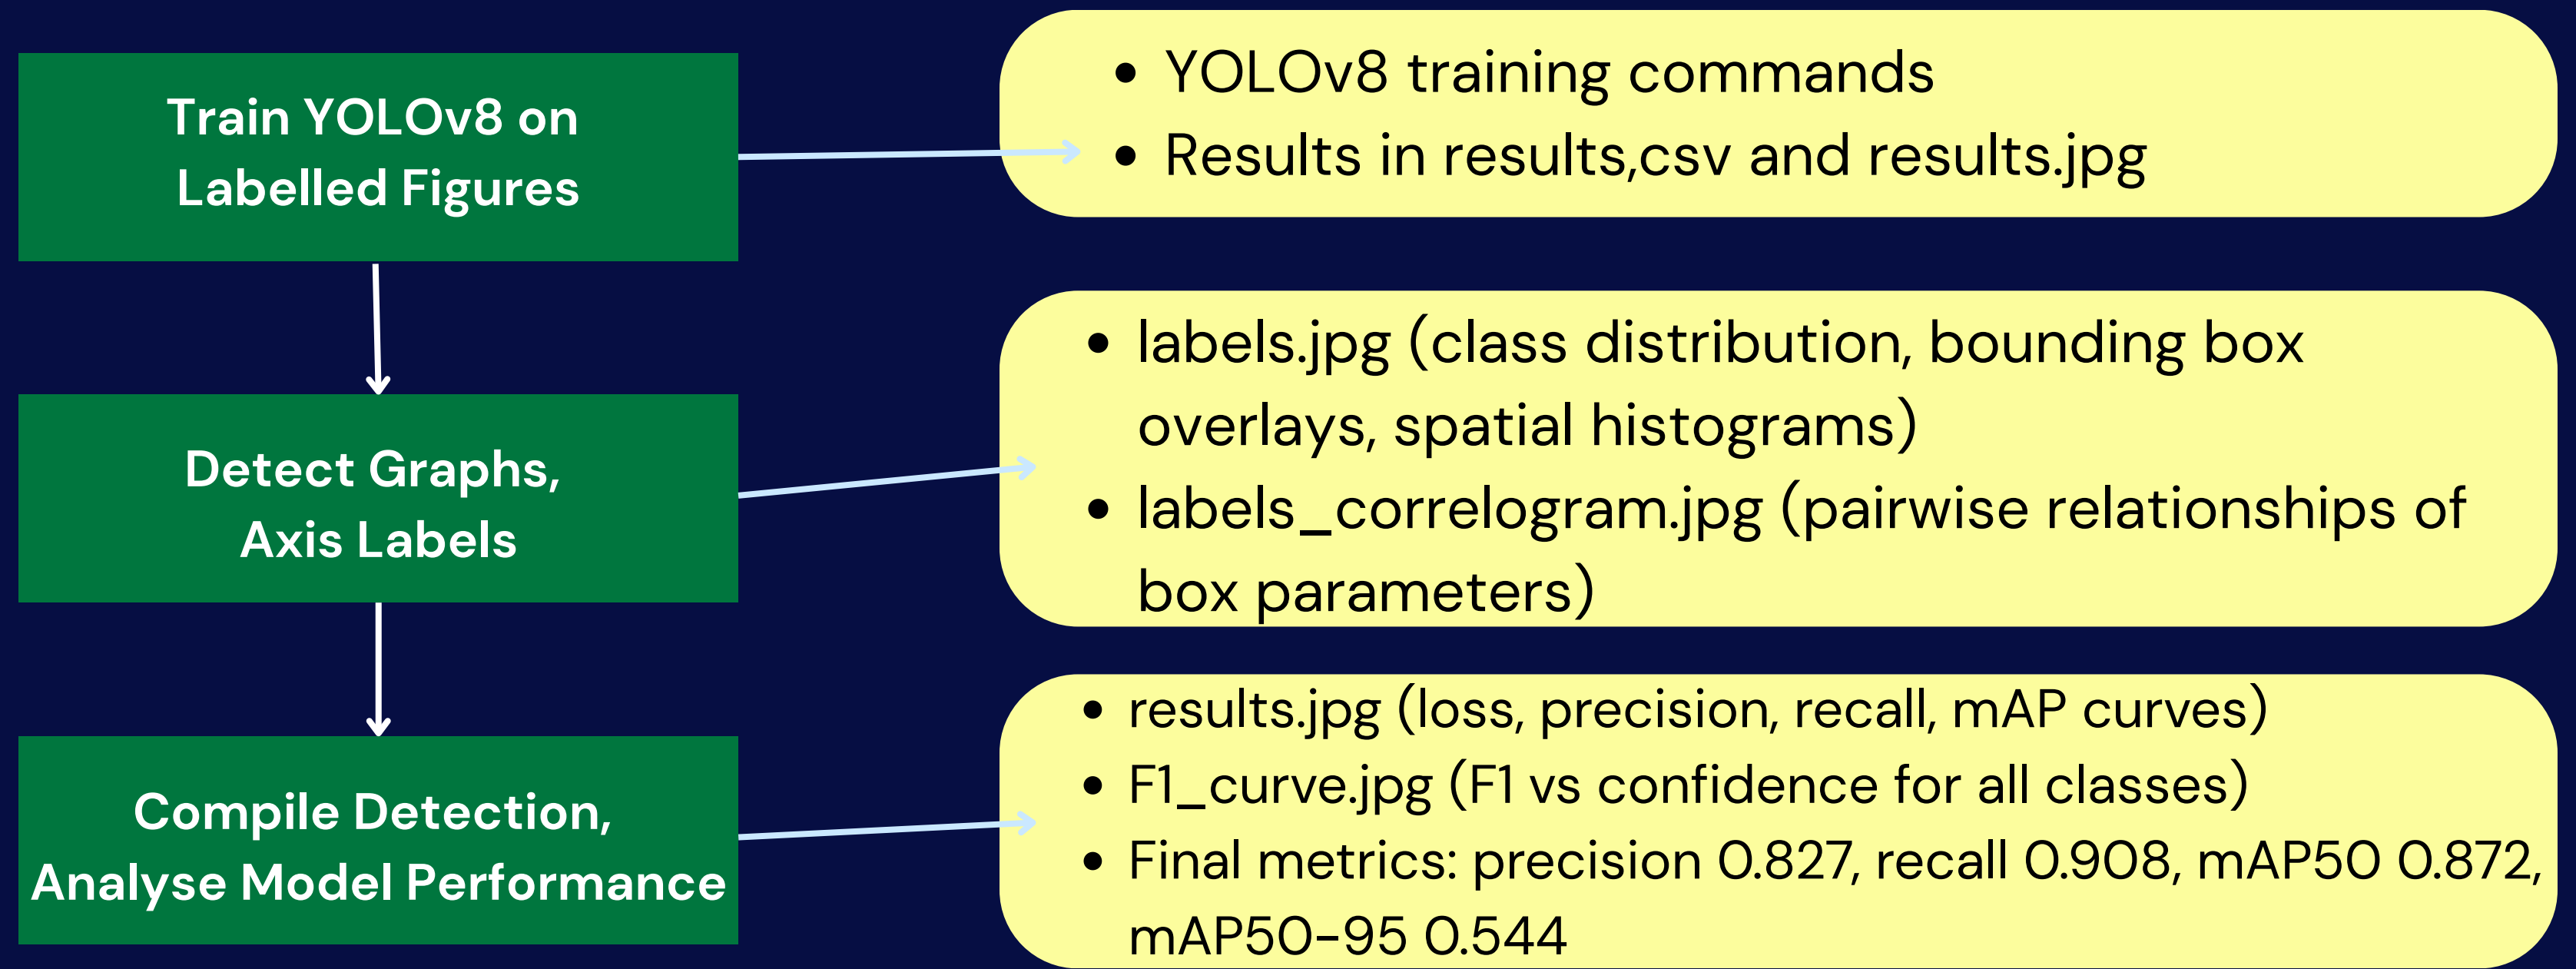 Train YOLOv8 on
Labelled Figures
• YOLOv8 training commands
• Results in results,csv and results.jpg
Detect Graphs,
Axis Labels
• labels.jpg (class distribution, bounding box
overlays, spatial histograms)
• labels_correlogram.jpg (pairwise relationships of
box parameters)
Compile Detection,
Analyse Model Performance
• results.jpg (loss, precision, recall, mAP curves)
• F1_curve.jpg (F1 vs confidence for all classes)
• Final metrics: precision 0.827, recall 0.908, mAP50 0.872,
mAP50-95 0.544